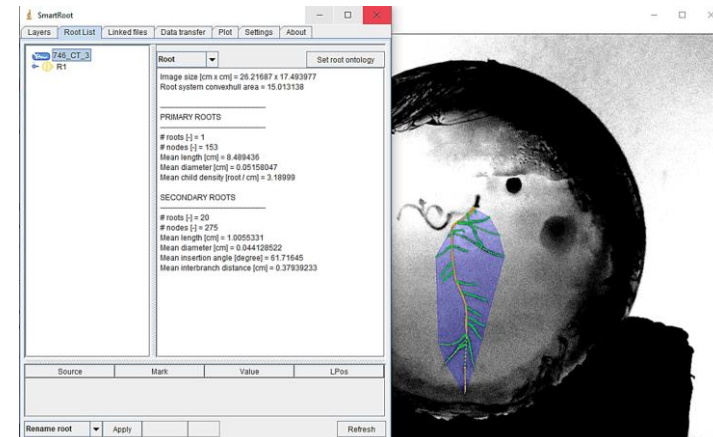 SmartRoot
Layers Root List Linked files Data transfer Plot Settings About
746_CT_3
R1
Root Set root ontology
Image size [cm x cm] = 26.21687 x 17.493977
Root system convexhull area = 15.013138
PRIMARY ROOTS
# roots [-] = 1
# nodes [-] = 153
Mean length [cm] = 8.489436
Mean diameter [cm] = 0.05158047
Mean child density [root / cm] = 3.18999
SECONDARY ROOTS
# roots [-] = 20
# nodes [-] = 275
Mean length [cm] = 1.0055331
Mean diameter [cm] = 0.044128522
Mean insertion angle [degree] = 61.71645
Mean interbranch distance [cm] = 0.37939233
Source Mark Value LPos
Rename root Apply Refresh